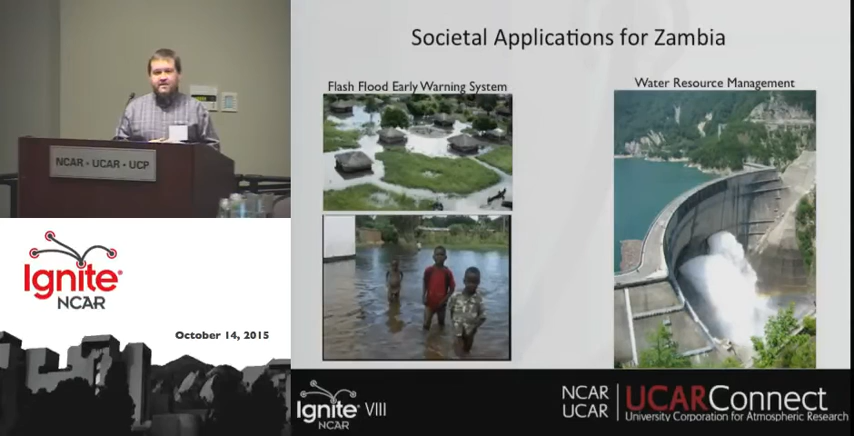 NCAR • UCAR • UCP
Ignite®
NCAR
October 14, 2015
Societal Applications for Zambia
Flash Flood Early Warning System
Water Resource Management
Ignite® VIII
NCAR
NCAR
UCAR
UCARConnect
University Corporation for Atmospheric Research